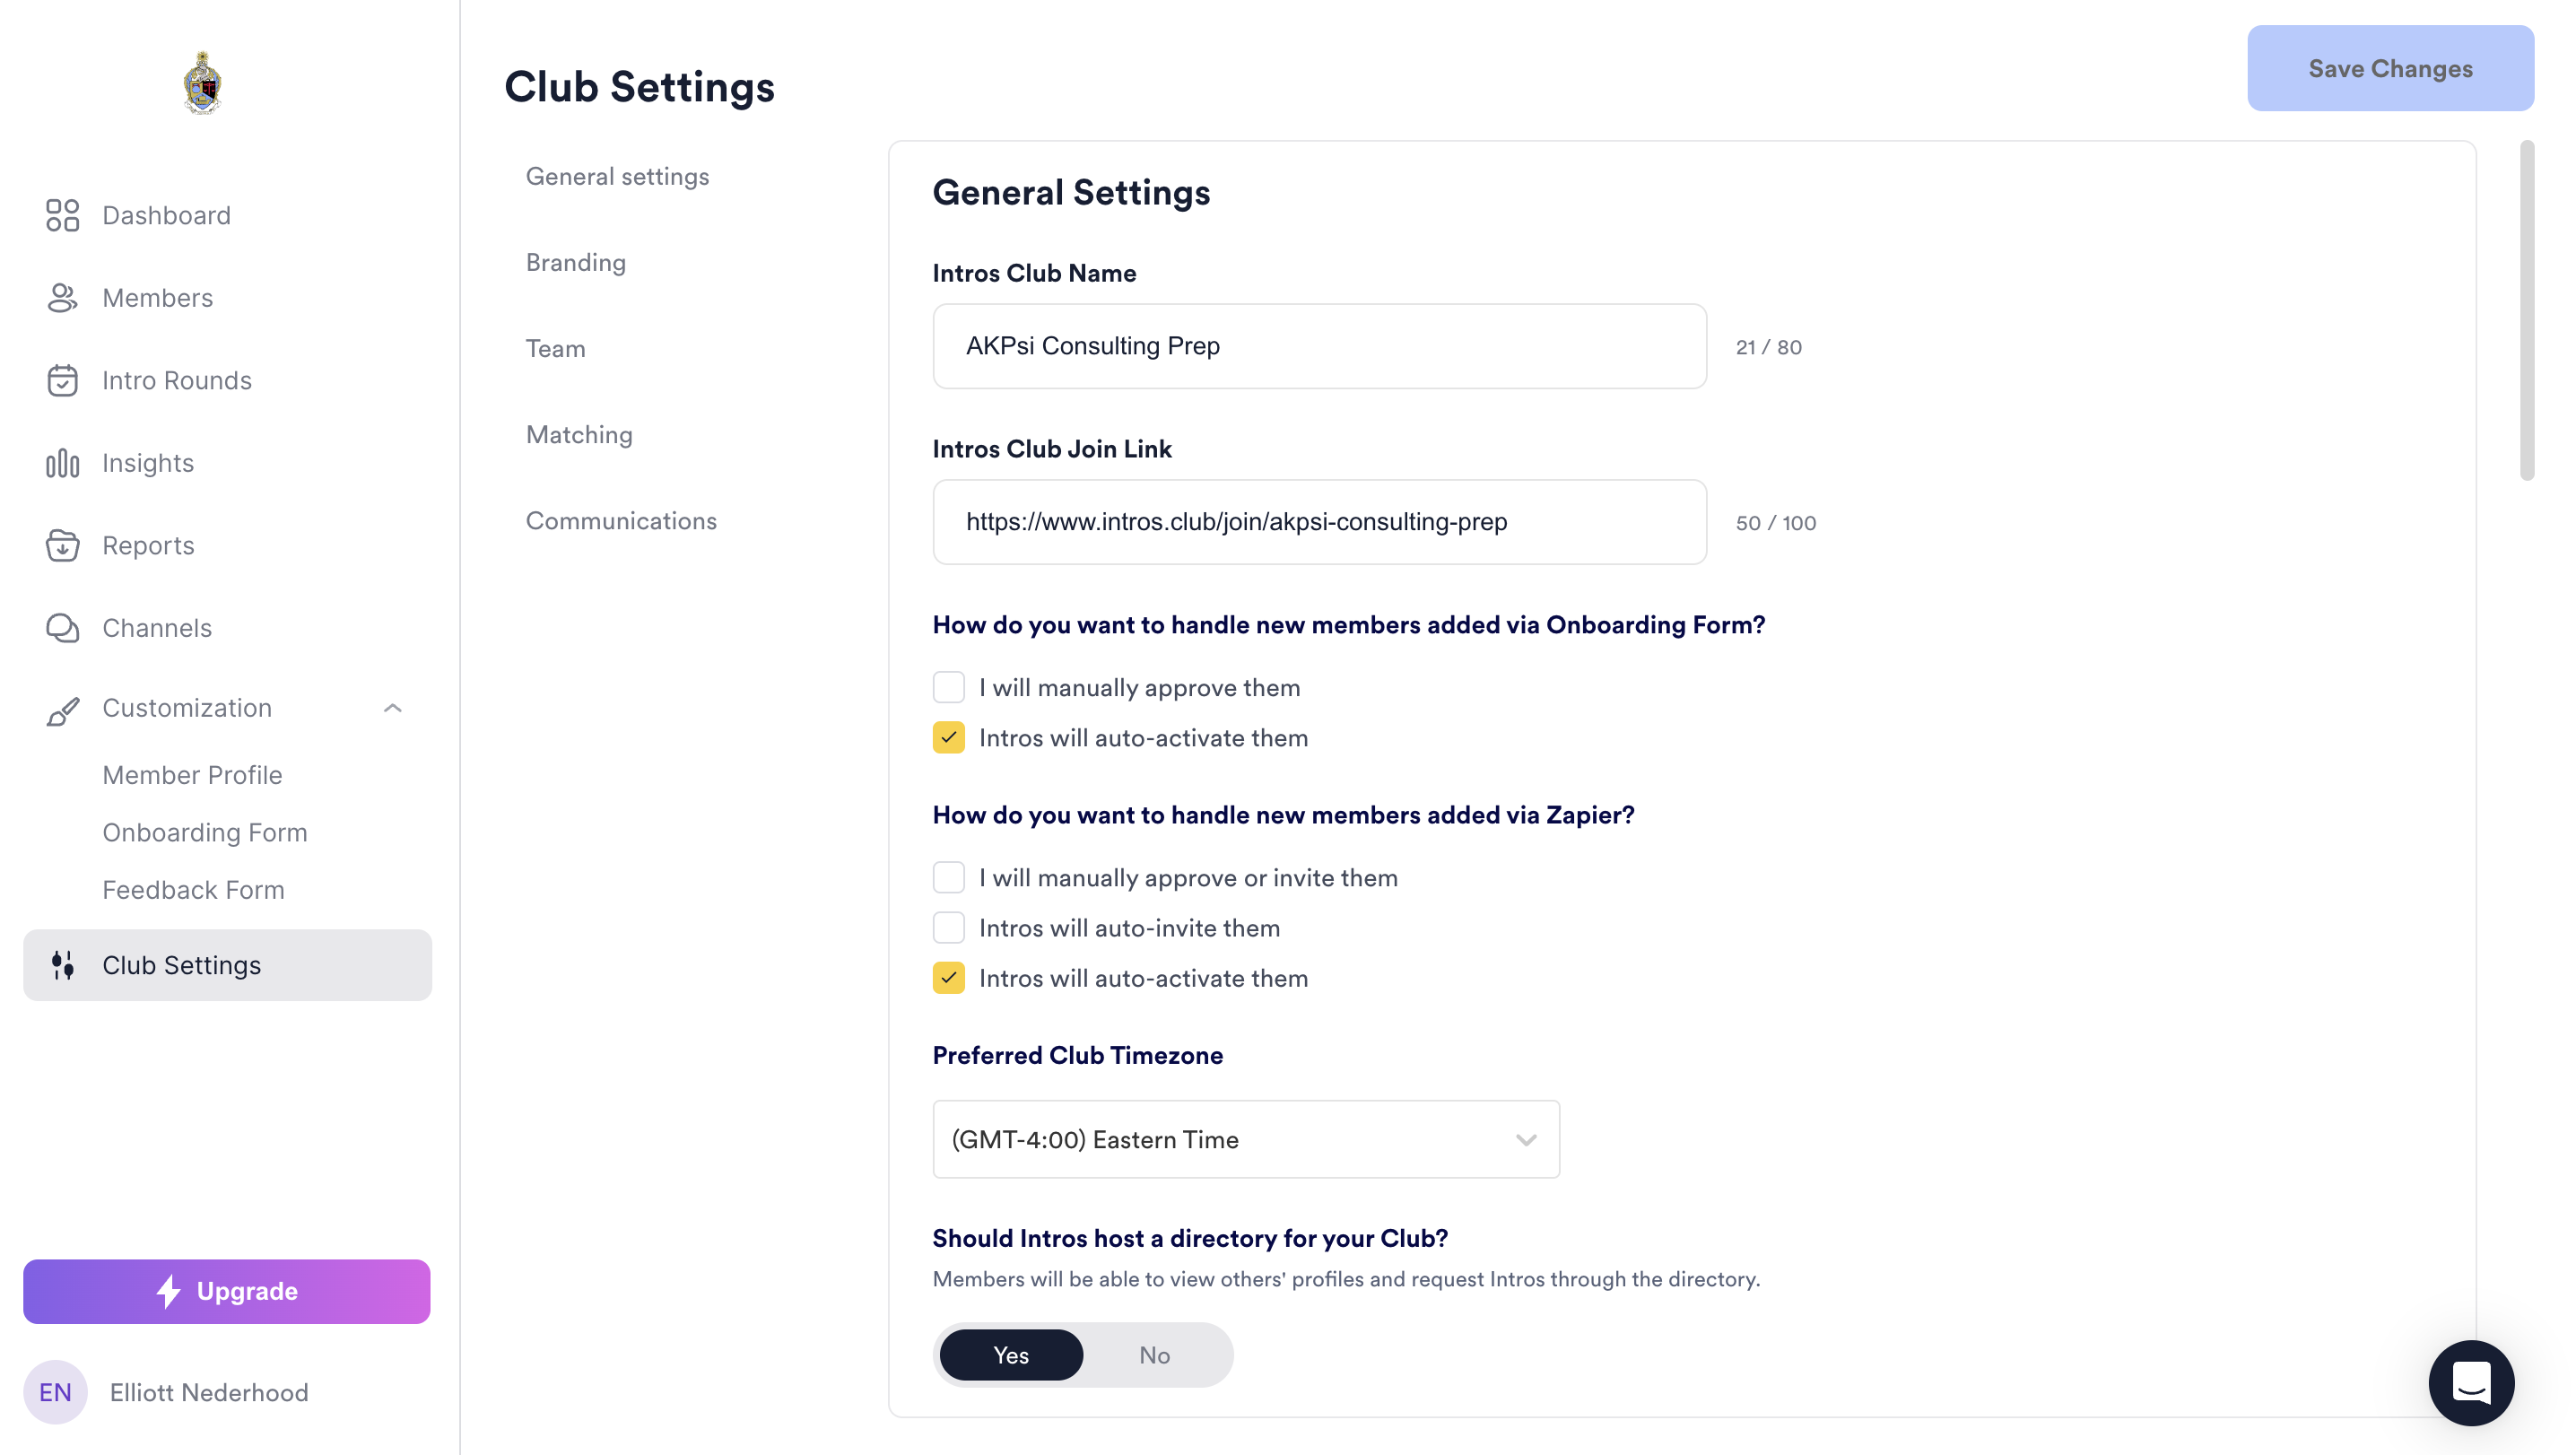 Dashboard
Members
Intro Rounds
Insights
Reports
Channels
Customization
Member Profile
Onboarding Form
Feedback Form
Club Settings
Upgrade
EN
Elliott Nederhood
Club Settings
Save Changes
General settings
Branding
Team
Matching
Communications
General Settings
Intros Club Name
AKPsi Consulting Prep
21 / 80
Intros Club Join Link
https://www.intros.club/join/akpsi-consulting-prep
50 / 100
How do you want to handle new members added via Onboarding Form?
I will manually approve them
Intros will auto-activate them
How do you want to handle new members added via Zapier?
I will manually approve or invite them
Intros will auto-invite them
Intros will auto-activate them
Preferred Club Timezone
(GMT-4:00) Eastern Time
Should Intros host a directory for your Club?
Members will be able to view others' profiles and request Intros through the directory.
Yes
No